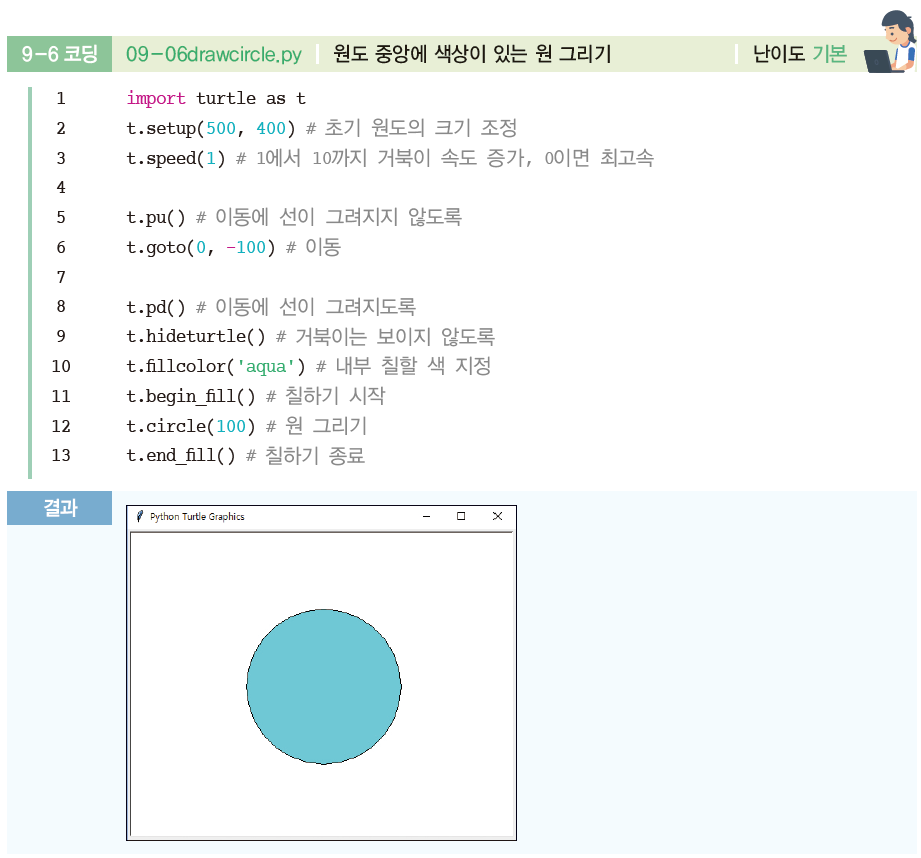 9-6 코딩 09-06drawcircle.py 원도 중앙에 색상이 있는 원 그리기 난이도 기본
1 import turtle as t
2 t.setup(500, 400) # 초기 원도의 크기 조정
3 t.speed(1) # 1에서 10까지 거북이 속도 증가, 0이면 최고속
4
5 t.pu() # 이동에 선이 그려지지 않도록
6 t.goto(0, -100) # 이동
7
8 t.pd() # 이동에 선이 그려지도록
9 t.hideturtle() # 거북이는 보이지 않도록
10 t.fillcolor('aqua') # 내부 칠할 색 지정
11 t.begin_fill() # 칠하기 시작
12 t.circle(100) # 원 그리기
13 t.end_fill() # 칠하기 종료
결과
Python Turtle Graphics